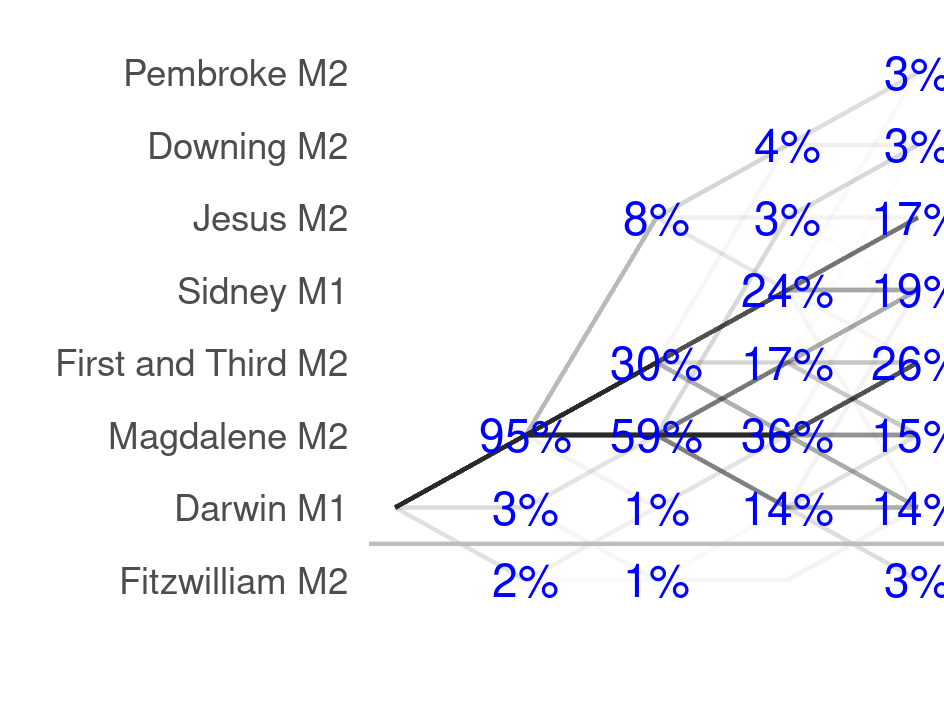 Pembroke M2 3%
Downing M2 4% 3%
Jesus M2 8% 3% 17%
Sidney M1 24% 19%
First and Third M2 30% 17% 26%
Magdalene M2 95% 59% 36% 15%
Darwin M1 3% 1% 14% 14%
Fitzwilliam M2 2% 1% 3%